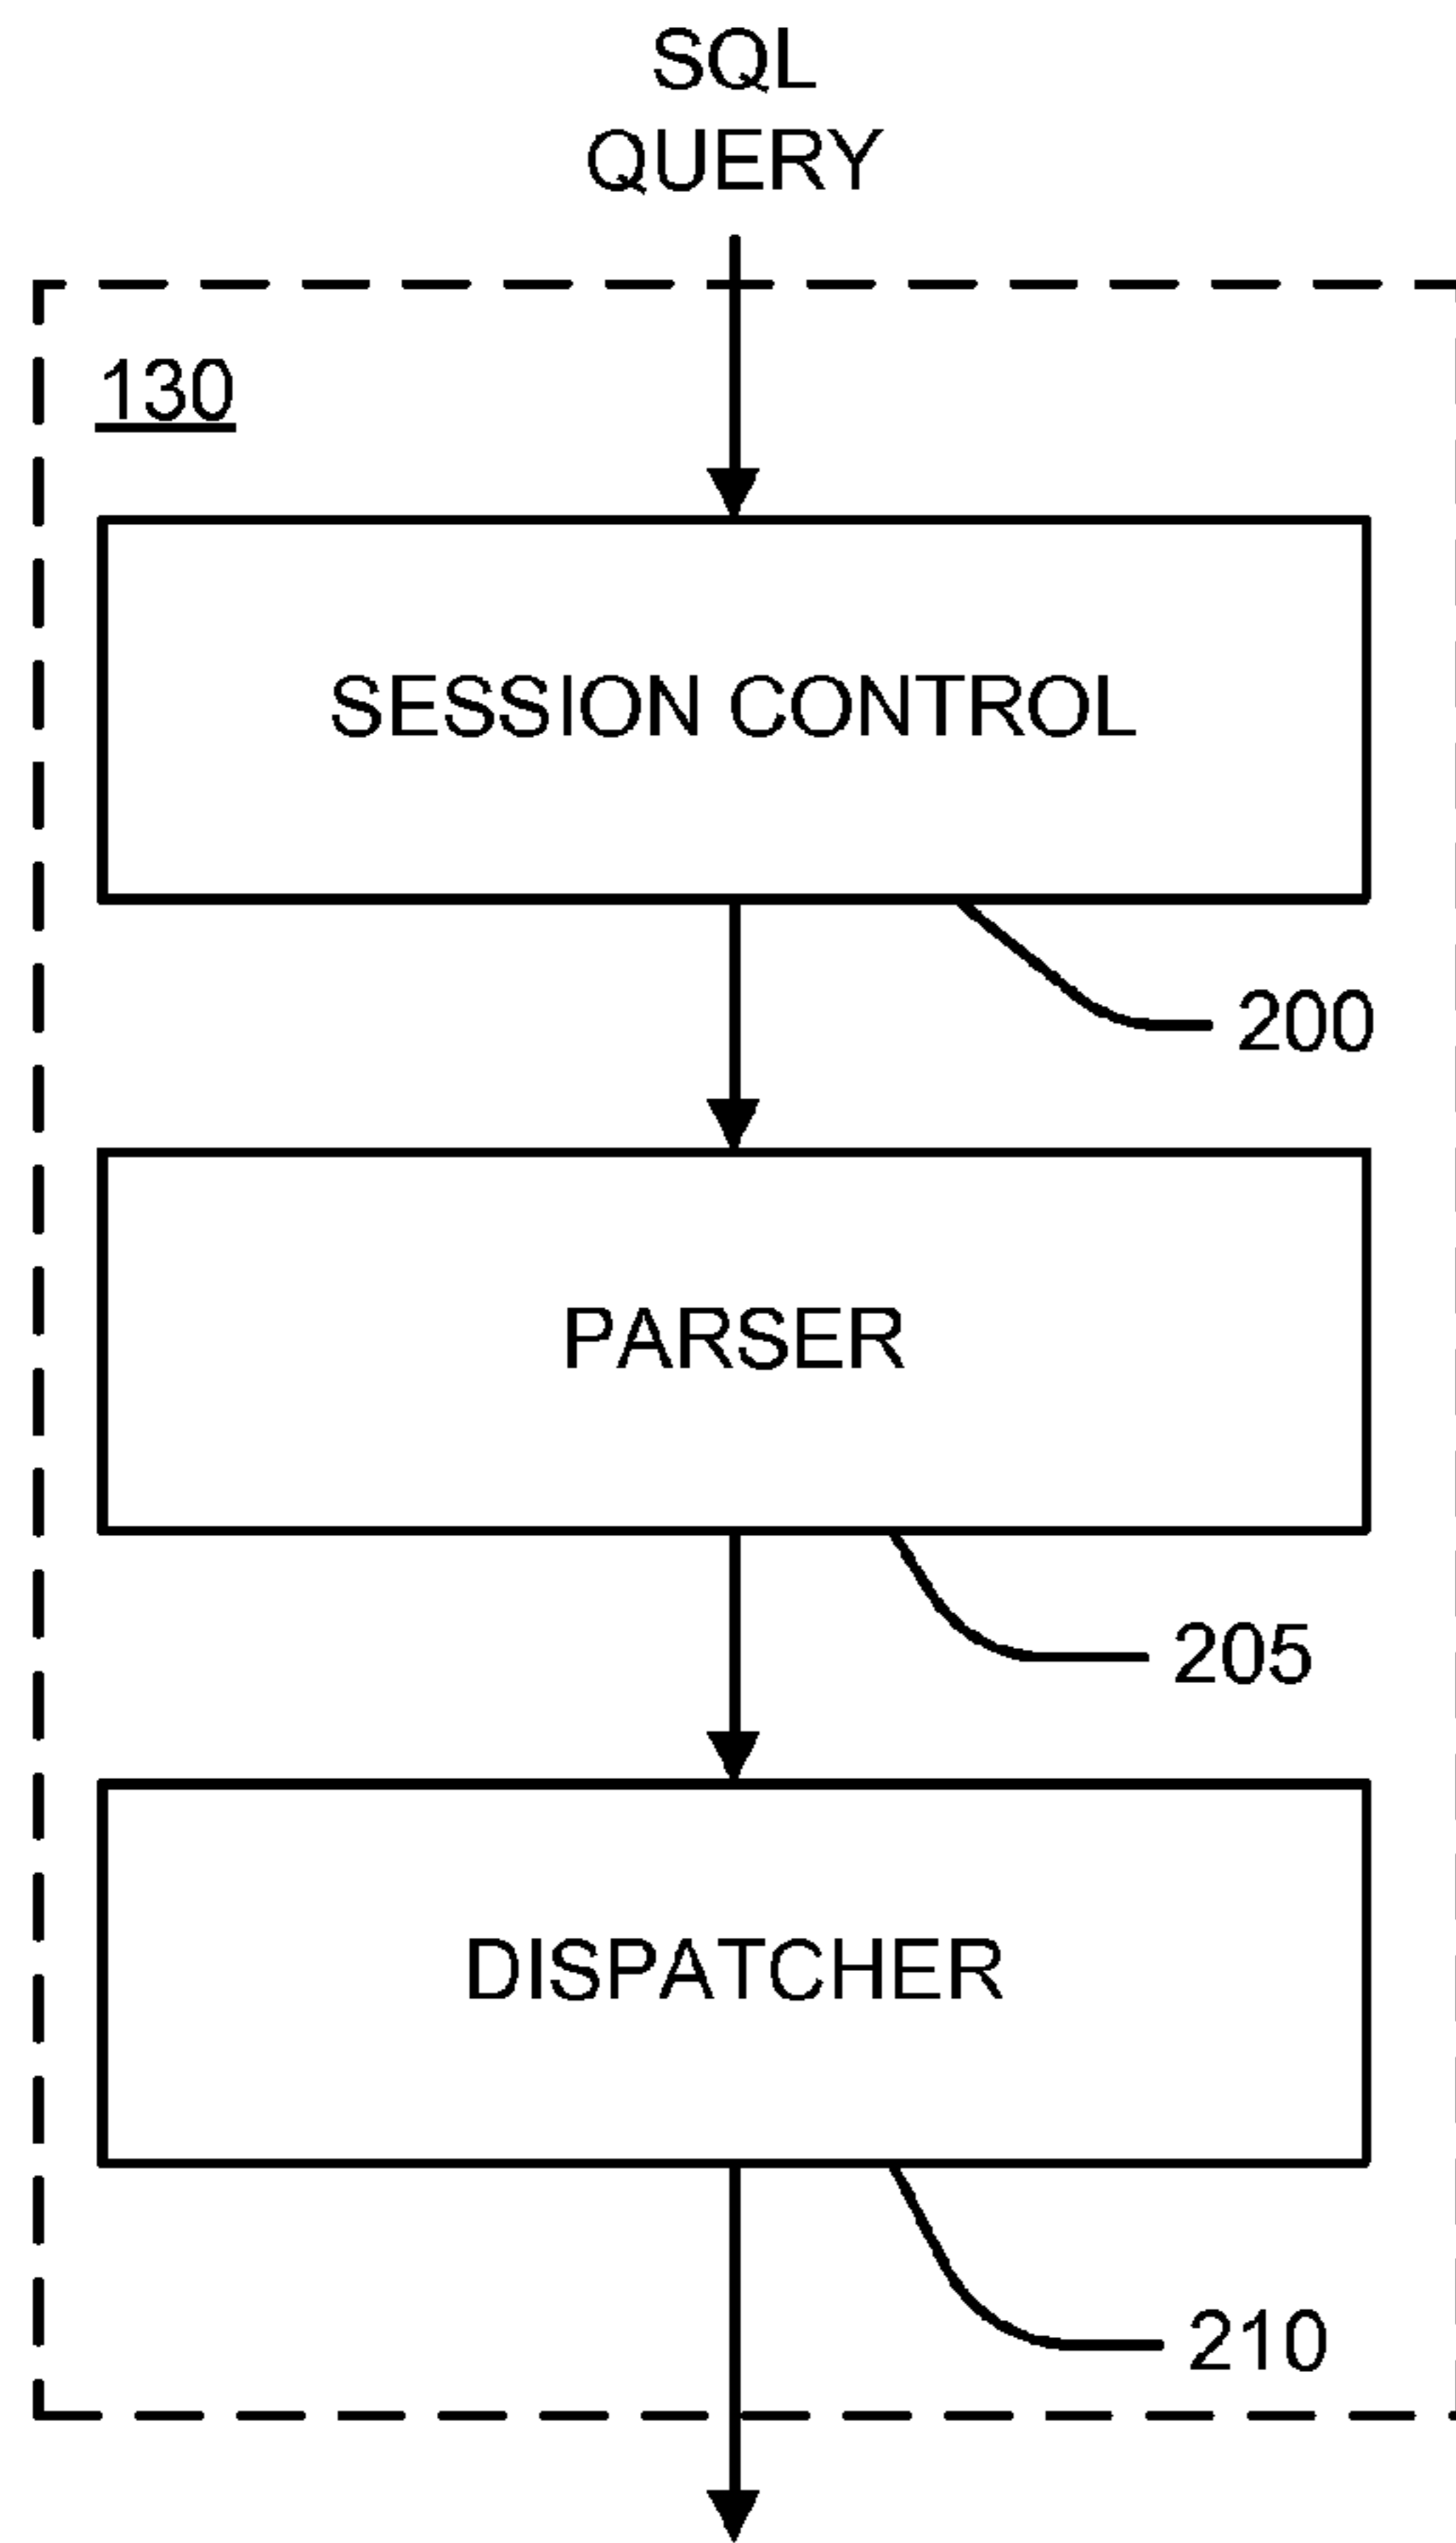 SQL
QUERY
130
SESSION CONTROL
200
PARSER
205
DISPATCHER
210